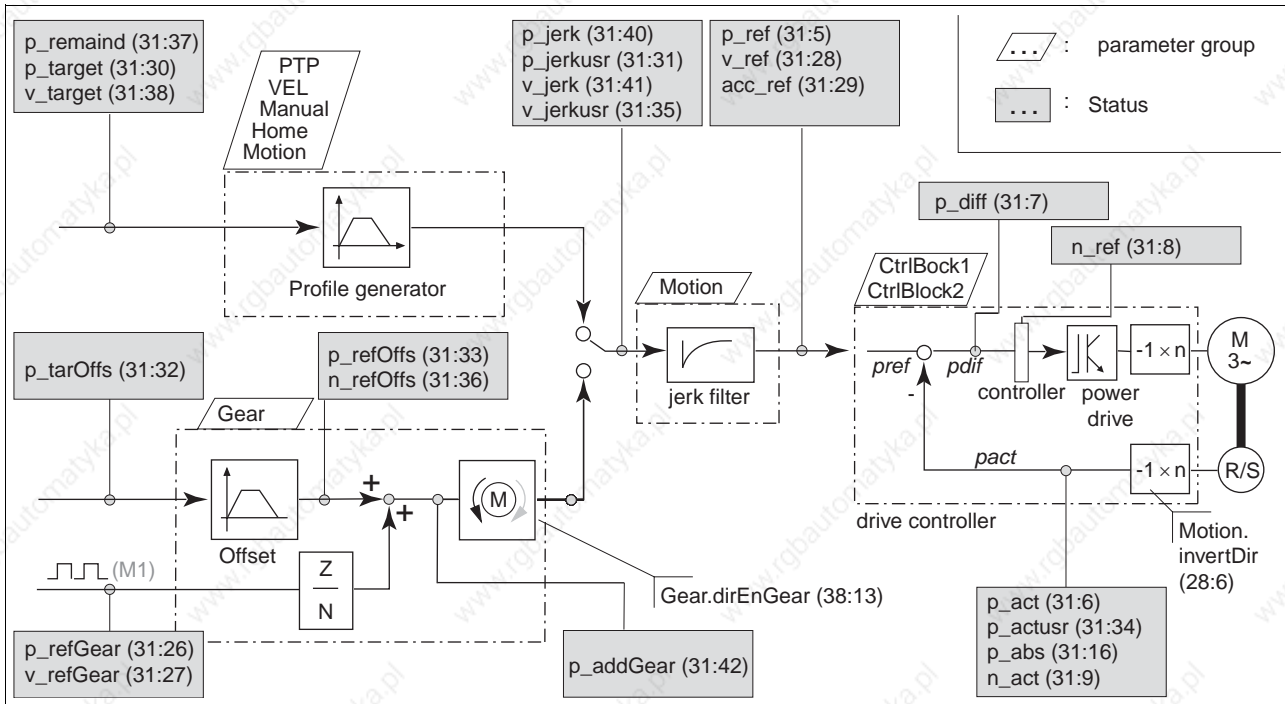 p_remaind (31:37)
p_target (31:30)
v_target (31:38)
PTP
VEL
Manual
Home
Motion
p_jerk (31:40)
p_jerkusr (31:31)
v_jerk (31:41)
v_jerkusr (31:35)
p_ref (31:5)
v_ref (31:28)
acc_ref (31:29)
... : parameter group
... : Status
Profile generator
p_diff (31:7)
n_ref (31:8)
Motion
jerk filter
CtrlBock1
CtrlBlock2
pref
-
pdif
controller
power
drive
-1 × n
M
3~
pact
-1 × n
R/S
drive controller
Motion.
invertDir
(28:6)
p_tarOffs (31:32)
p_refOffs (31:33)
n_refOffs (31:36)
Gear
Offset
+
+
M
(M1)
Z
N
Gear.dirEnGear (38:13)
p_refGear (31:26)
v_refGear (31:27)
p_addGear (31:42)
p_act (31:6)
p_actusr (31:34)
p_abs (31:16)
n_act (31:9)
www.rgbautomatyka.pl